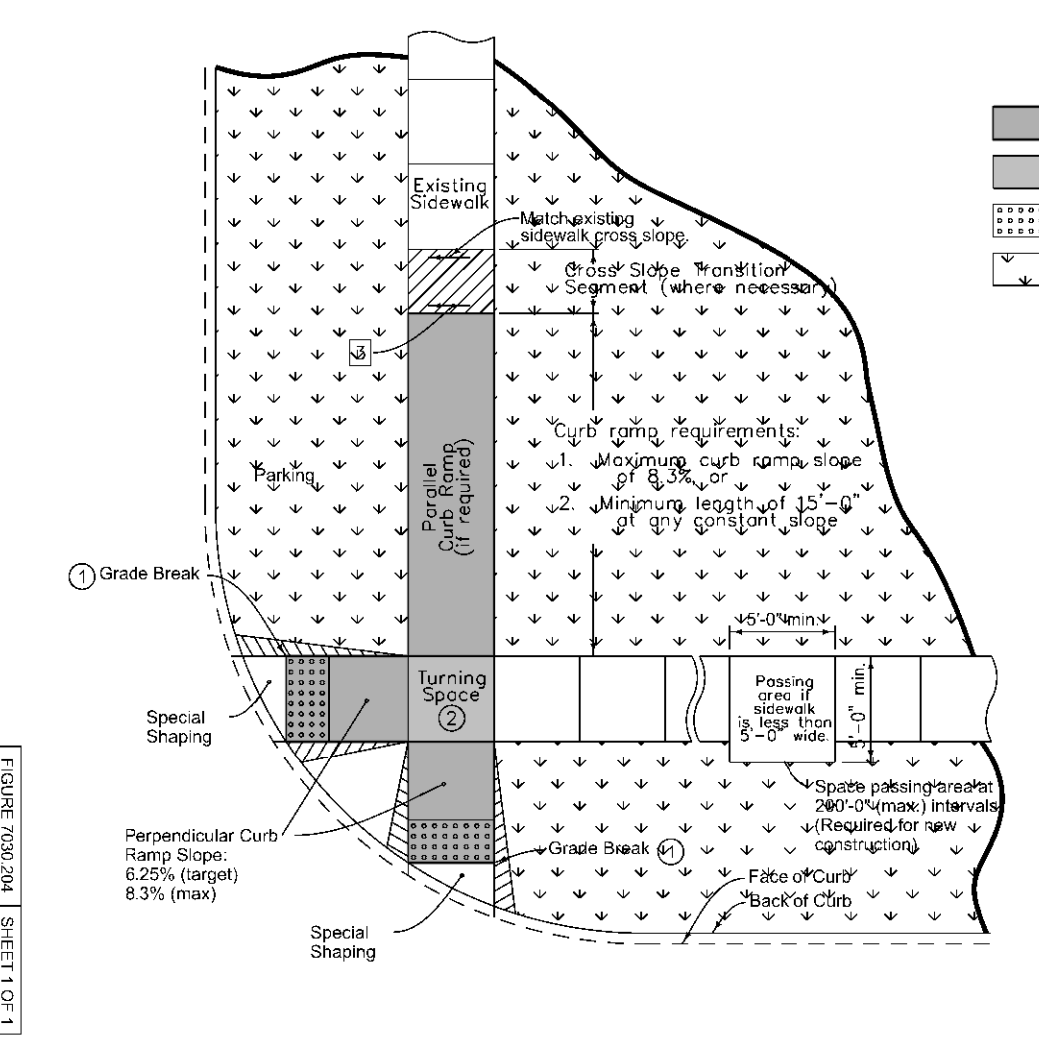 Existing
Sidewalk
Match existing
sidewalk cross slope.
Cross Slope Transition
Segment (where necessary)
3
Parallel
Curb Ramp
(if required)
Curb ramp requirements:
1. Maximum curb ramp slope
of 8.3%, or
2. Minimum length of 15'-0"
at any constant slope
Parking
1 Grade Break
5'-0" min.
Turning
Space
2
Passing
area if
sidewalk
is less than
5'-0" wide.
5'-0" min.
Special
Shaping
Space passing area at
200'-0" (max.) intervals
(Required for new
construction)
Perpendicular Curb
Ramp Slope:
6.25% (target)
8.3% (max)
Grade Break 1
Face of Curb
Back of Curb
Special
Shaping
FIGURE 7030.204 SHEET 1 OF 1